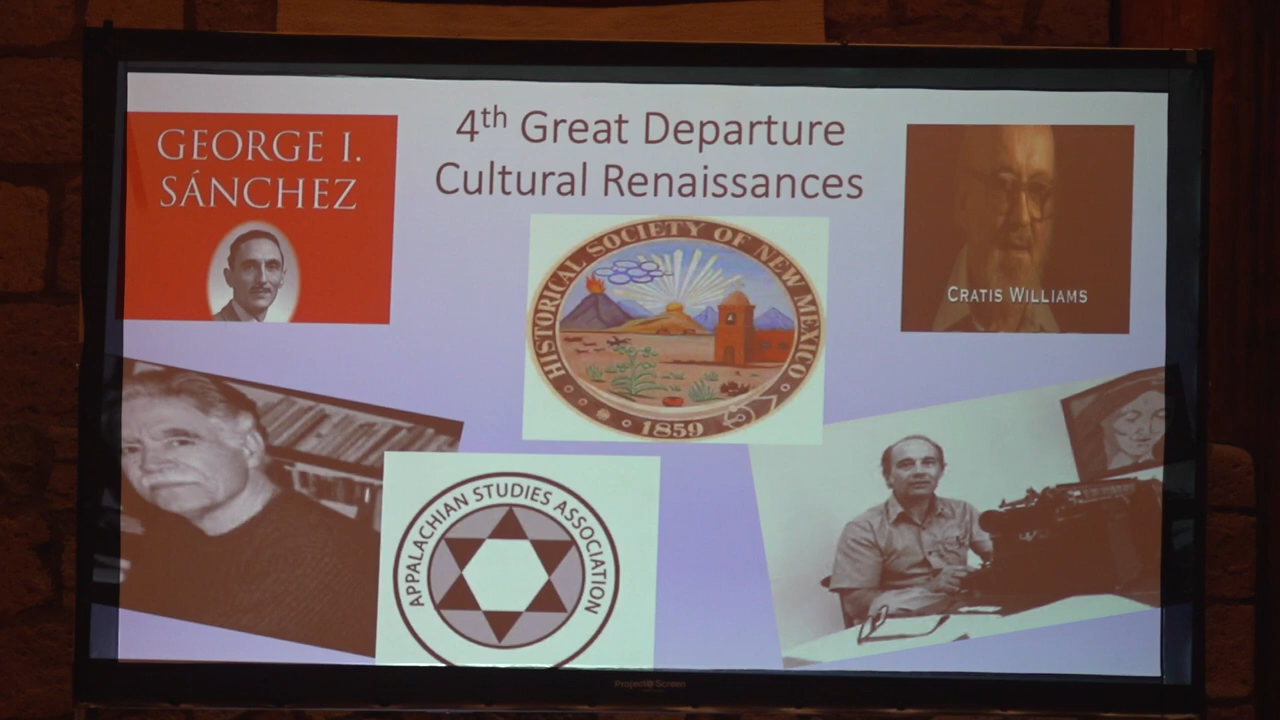 4th Great Departure
Cultural Renaissances
GEORGE I.
SÁNCHEZ
HISTORICAL SOCIETY OF NEW MEXICO
1859
CRATIS WILLIAMS
APPALACHIAN STUDIES ASSOCIATION
Project Screen